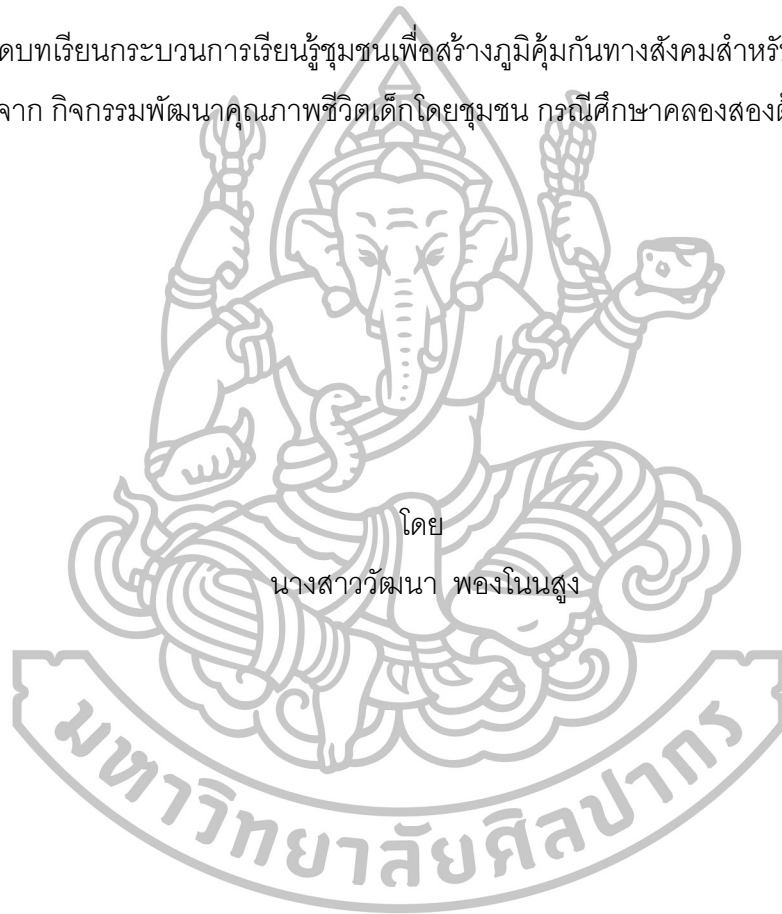 ดบทเรียนกระบวนการเรียนรู้ชุมชนเพื่อสร้างภูมิคุ้มกันทางสังคมสำหรับ
จาก กิจกรรมพัฒนาคุณภาพชีวิตเด็กโดยชุมชน กรณีศึกษาคลองสองต้
โดย
นางสาววัฒนา พองโนนสูง
มหาวิทยาลัยศิลปากร